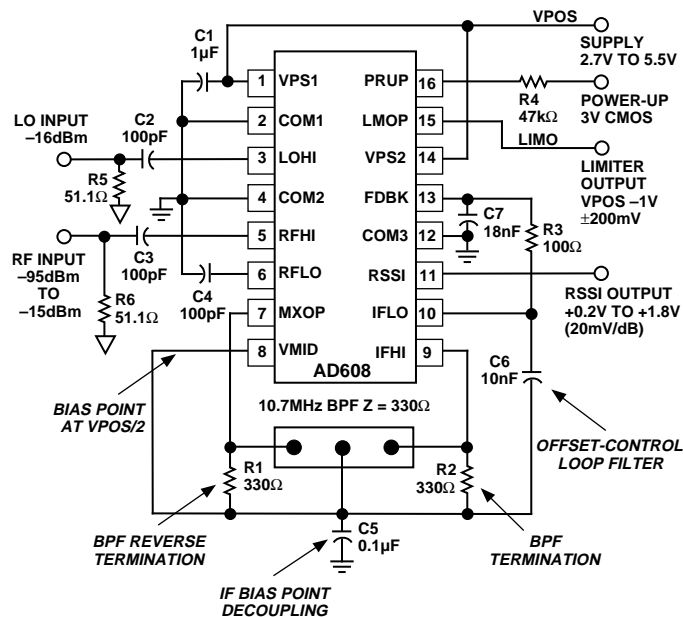 VPOS
C1
1µF
SUPPLY
2.7V TO 5.5V
1 VPS1
PRUP 16
R4
47kΩ
POWER-UP
3V CMOS
LO INPUT
–16dBm
C2
100pF
2 COM1
LMOP 15
LIMO
R5
51.1Ω
3 LOHI
VPS2 14
LIMITER
OUTPUT
VPOS –1V
±200mV
4 COM2
FDBK 13
C7
18nF
R3
100Ω
RF INPUT
–95dBm
TO
–15dBm
C3
100pF
5 RFHI
COM3 12
R6
51.1Ω
C4
100pF
6 RFLO
RSSI 11
RSSI OUTPUT
+0.2V TO +1.8V
(20mV/dB)
7 MXOP
IFLO 10
8 VMID
IFHI 9
AD608
C6
10nF
BIAS POINT
AT VPOS/2
10.7MHz BPF Z = 330Ω
OFFSET-CONTROL
LOOP FILTER
R1
330Ω
R2
330Ω
BPF REVERSE
TERMINATION
C5
0.1µF
BPF
TERMINATION
IF BIAS POINT
DECOUPLING